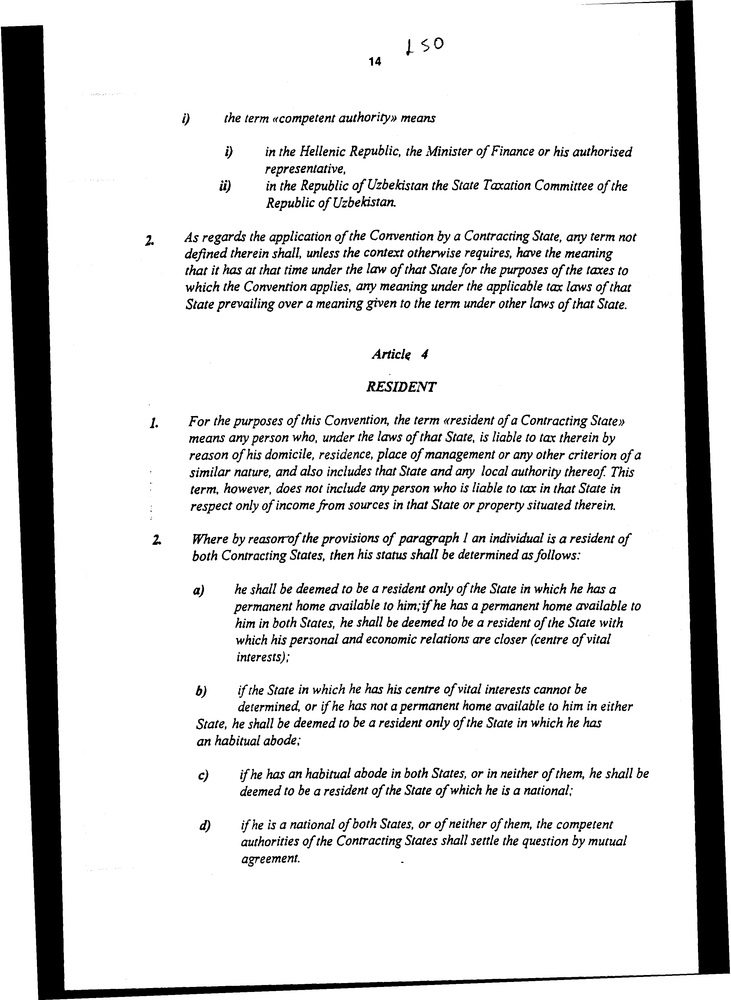 14
i) the term «competent authority» means
i) in the Hellenic Republic, the Minister of Finance or his authorised
representative,
ii) in the Republic of Uzbekistan the State Taxation Committee of the
Republic of Uzbekistan.
2. As regards the application of the Convention by a Contracting State, any term not
defined therein shall, unless the context otherwise requires, have the meaning
that it has at that time under the law of that State for the purposes of the taxes to
which the Convention applies, any meaning under the applicable tax laws of that
State prevailing over a meaning given to the term under other laws of that State.
Article 4
RESIDENT
1. For the purposes of this Convention, the term «resident of a Contracting State»
means any person who, under the laws of that State, is liable to tax therein by
reason of his domicile, residence, place of management or any other criterion of a
similar nature, and also includes that State and any local authority thereof. This
term, however, does not include any person who is liable to tax in that State in
respect only of income from sources in that State or property situated therein.
2. Where by reason of the provisions of paragraph 1 an individual is a resident of
both Contracting States, then his status shall be determined as follows:
a) he shall be deemed to be a resident only of the State in which he has a
permanent home available to him;if he has a permanent home available to
him in both States, he shall be deemed to be a resident of the State with
which his personal and economic relations are closer (centre of vital
interests);
b) if the State in which he has his centre of vital interests cannot be
determined, or if he has not a permanent home available to him in either
State, he shall be deemed to be a resident only of the State in which he has
an habitual abode;
c) if he has an habitual abode in both States, or in neither of them, he shall be
deemed to be a resident of the State of which he is a national;
d) if he is a national of both States, or of neither of them, the competent
authorities of the Contracting States shall settle the question by mutual
agreement.